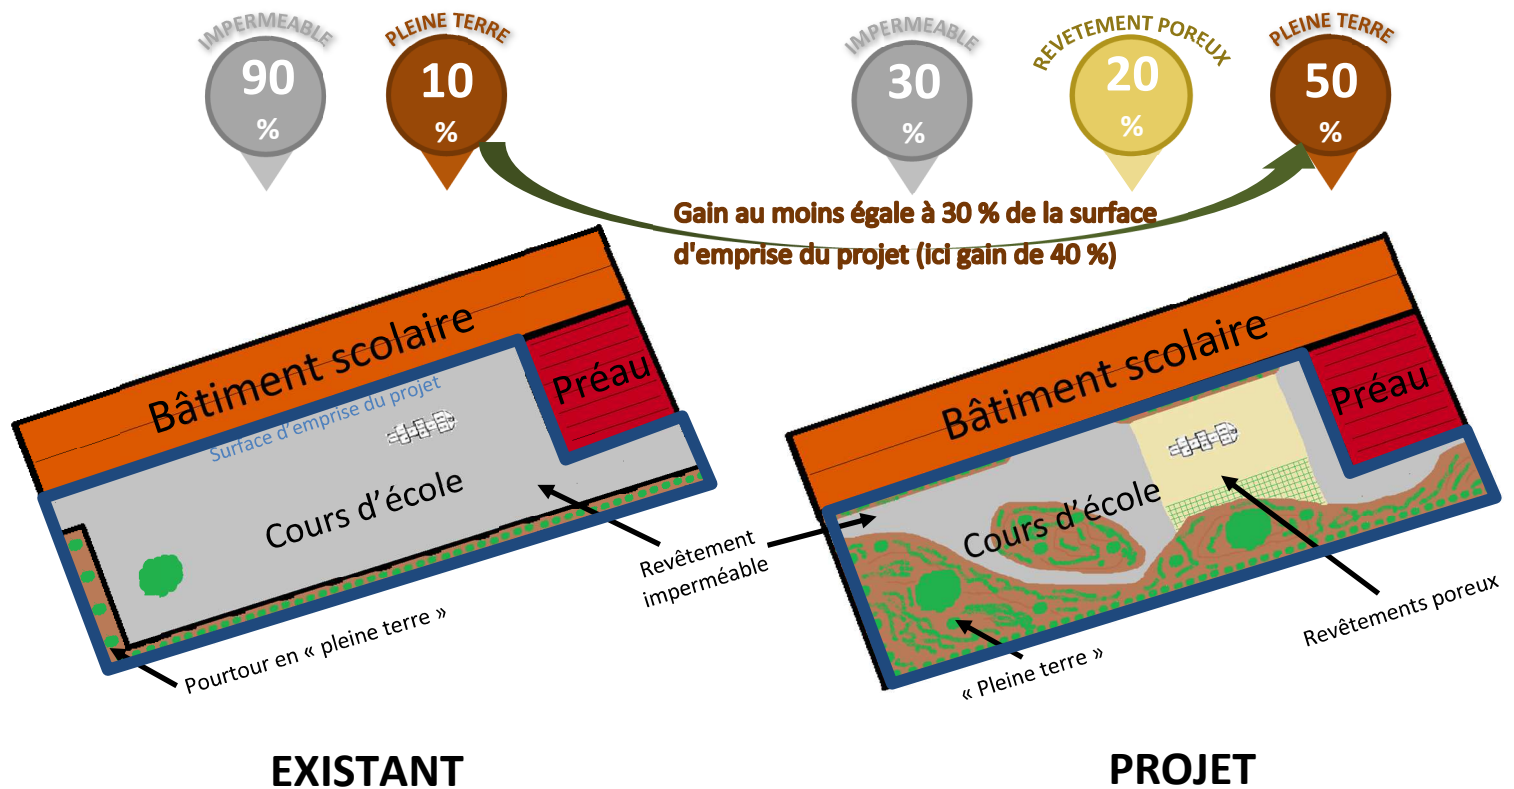 IMPERMEABLE
90
%
PLEINE TERRE
10
%
IMPERMEABLE
30
%
REVETEMENT POREUX
20
%
PLEINE TERRE
50
%
Gain au moins égale à 30 % de la surface
d'emprise du projet (ici gain de 40 %)
Bâtiment scolaire
Préau
Surface d'emprise du projet
Cours d'école
Pourtour en « pleine terre »
Revêtement
imperméable
Bâtiment scolaire
Préau
Cours d'école
Revêtements poreux
« Pleine terre »
EXISTANT
PROJET